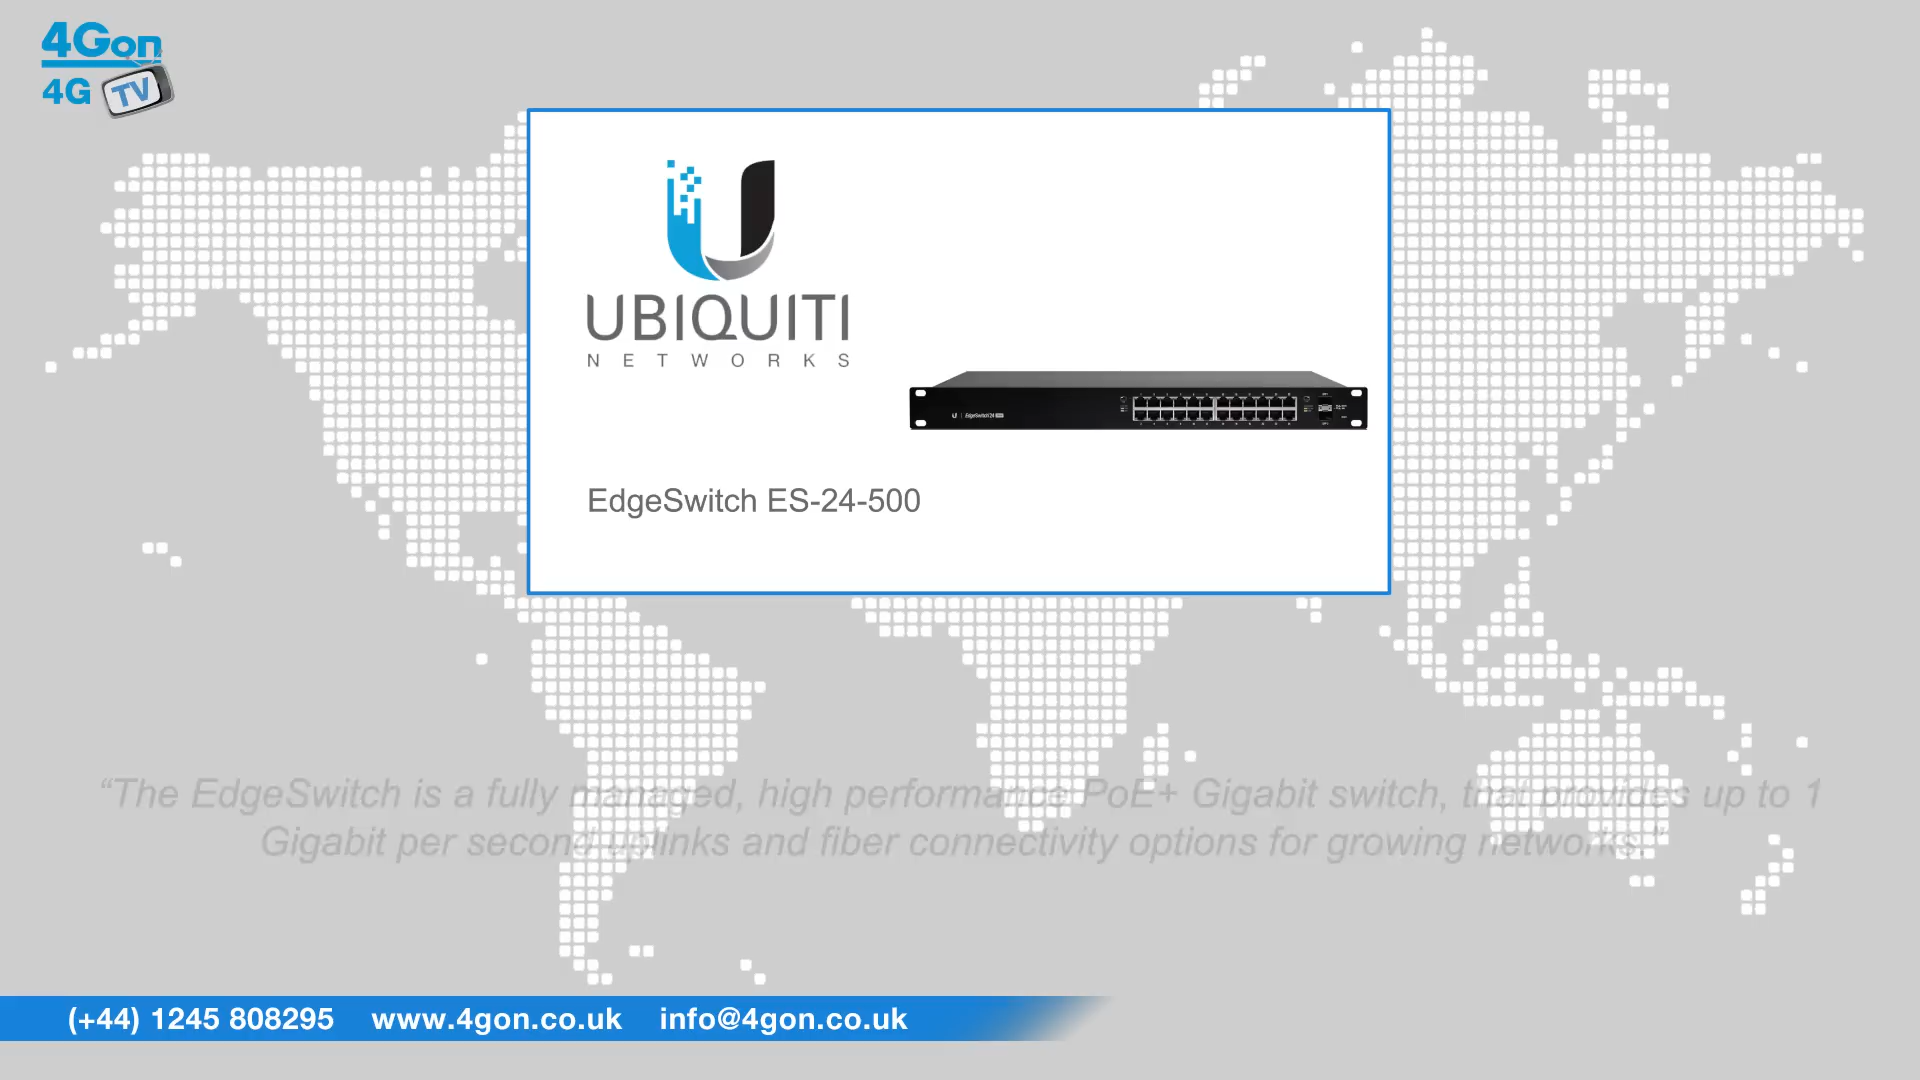 4Gon
4G TV
UBIQUITI
NETWORKS
EdgeSwitch 24
EdgeSwitch ES-24-500
“The EdgeSwitch is a fully managed, high performance PoE+ Gigabit switch, that provides up to 1
Gigabit per second uplinks and fiber connectivity options for growing networks.”
(+44) 1245 808295 www.4gon.co.uk info@4gon.co.uk